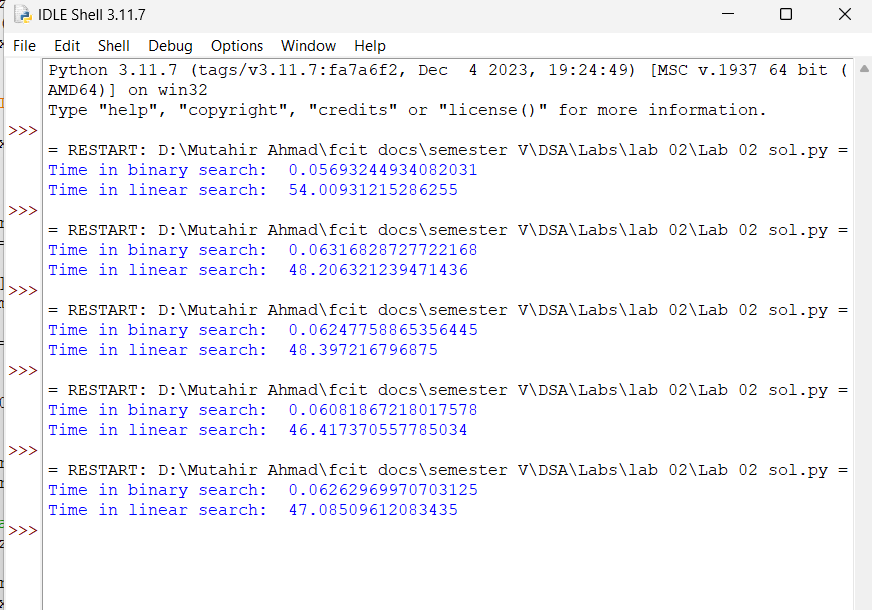 IDLE Shell 3.11.7
File Edit Shell Debug Options Window Help
Python 3.11.7 (tags/v3.11.7:fa7a6f2, Dec  4 2023, 19:24:49) [MSC v.1937 64 bit (
AMD64)] on win32
Type "help", "copyright", "credits" or "license()" for more information.
>>>
= RESTART: D:\Mutahir Ahmad\fcit docs\semester V\DSA\Labs\lab 02\Lab 02 sol.py =
Time in binary search:  0.05693244934082031
Time in linear search:  54.00931215286255
>>>
= RESTART: D:\Mutahir Ahmad\fcit docs\semester V\DSA\Labs\lab 02\Lab 02 sol.py =
Time in binary search:  0.06316828727722168
Time in linear search:  48.206321239471436
>>>
= RESTART: D:\Mutahir Ahmad\fcit docs\semester V\DSA\Labs\lab 02\Lab 02 sol.py =
Time in binary search:  0.06247758865356445
Time in linear search:  48.397216796875
>>>
= RESTART: D:\Mutahir Ahmad\fcit docs\semester V\DSA\Labs\lab 02\Lab 02 sol.py =
Time in binary search:  0.06081867218017578
Time in linear search:  46.417370557785034
>>>
= RESTART: D:\Mutahir Ahmad\fcit docs\semester V\DSA\Labs\lab 02\Lab 02 sol.py =
Time in binary search:  0.06262969970703125
Time in linear search:  47.08509612083435
>>>